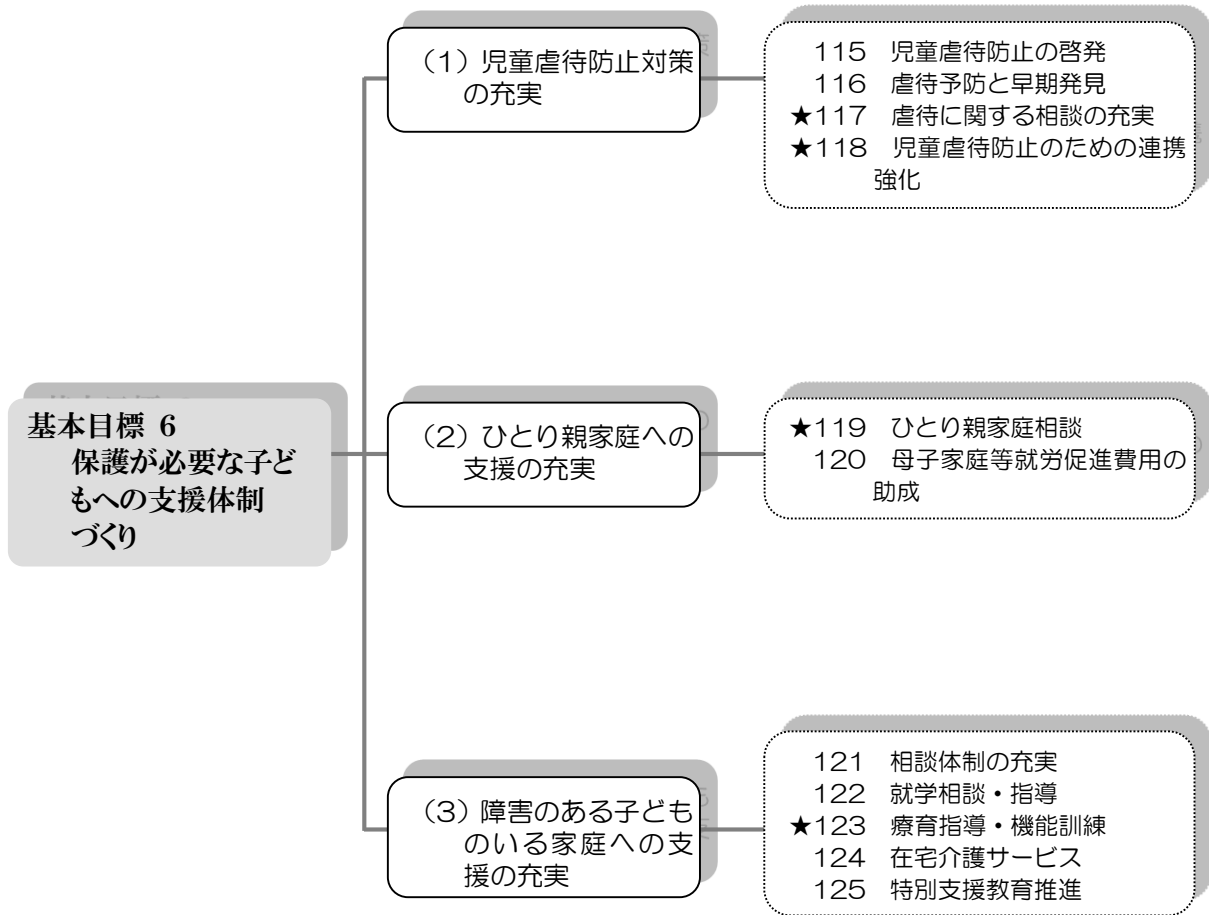 （1）児童虐待防止対策
の充実
115　児童虐待防止の啓発
116　虐待予防と早期発見
★117　虐待に関する相談の充実
★118　児童虐待防止のための連携
強化
基本目標 6
保護が必要な子ど
もへの支援体制
づくり
（2）ひとり親家庭への
支援の充実
★119　ひとり親家庭相談
120　母子家庭等就労促進費用の
助成
（3）障害のある子ども
のいる家庭への支
援の充実
121　相談体制の充実
122　就学相談・指導
★123　療育指導・機能訓練
124　在宅介護サービス
125　特別支援教育推進